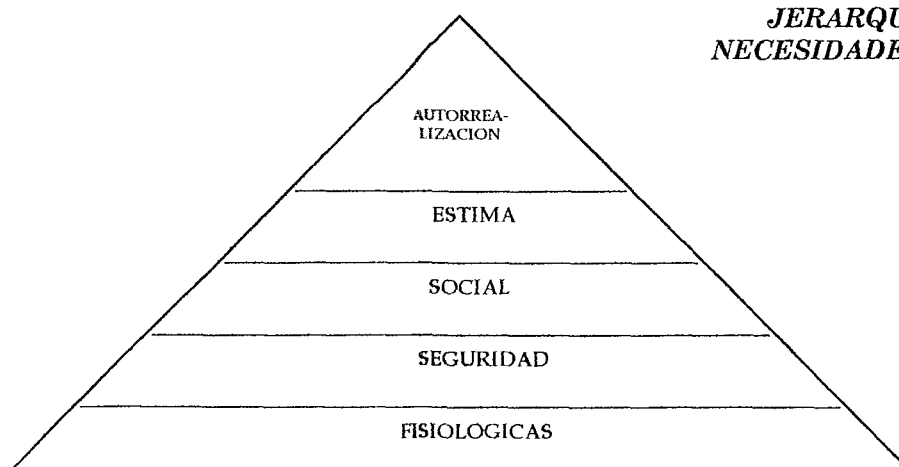 JERARQU
NECESIDADE
AUTORREA-
LIZACION
ESTIMA
SOCIAL
SEGURIDAD
FISIOLOGICAS